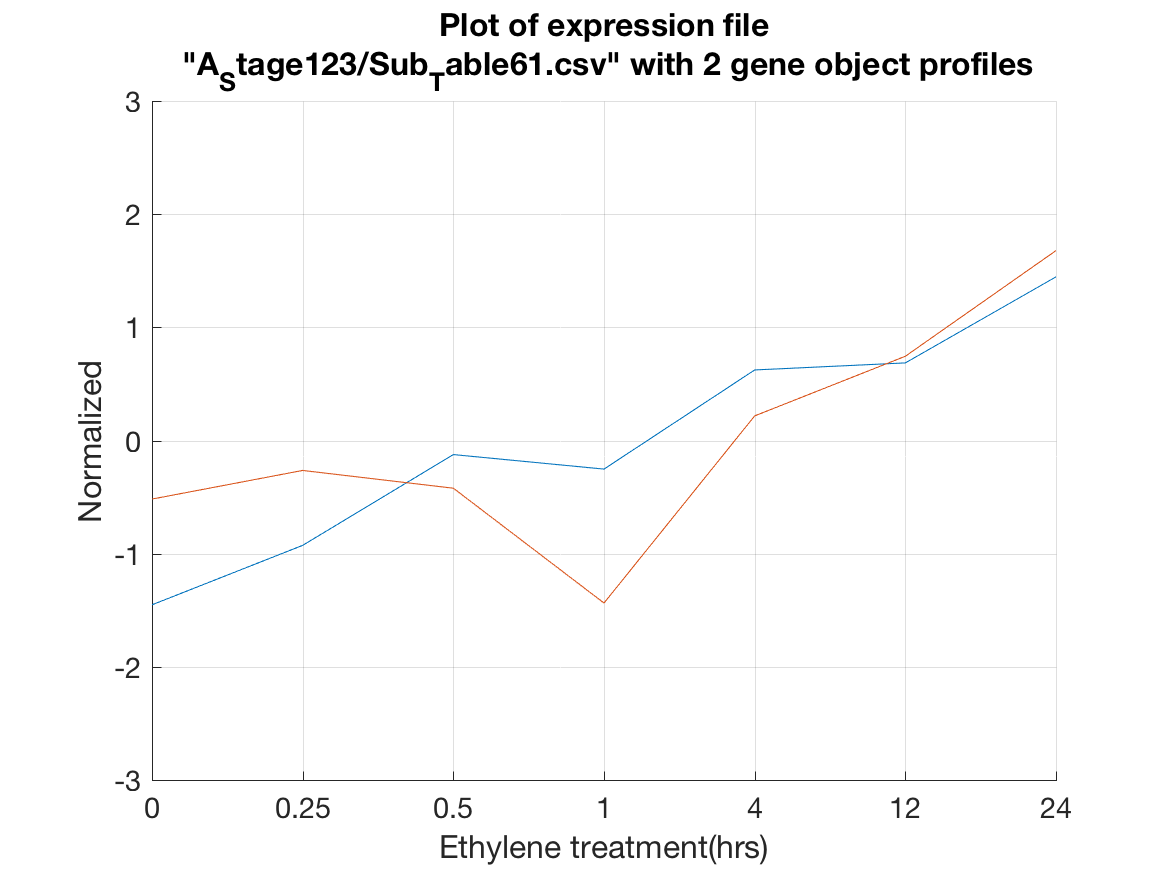 Plot of expression file
"A_Stage123/Sub_Table61.csv" with 2 gene object profiles
3
2
1
0
-1
-2
-3
Normalized
0 0.25 0.5 1 4 12 24
Ethylene treatment(hrs)